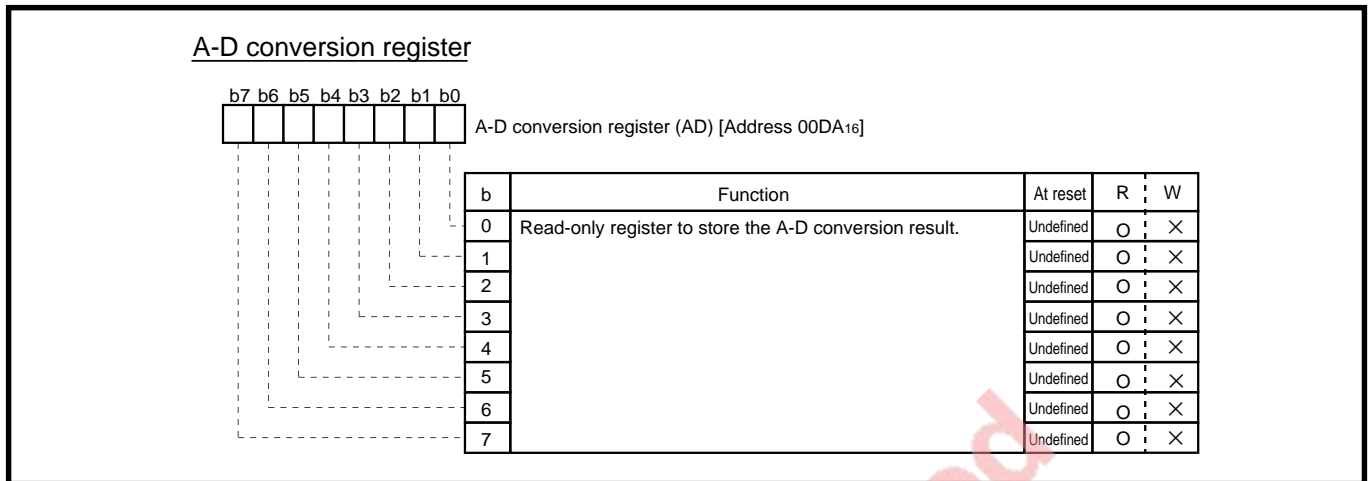 A-D conversion register
b7 b6 b5 b4 b3 b2 b1 b0
A-D conversion register (AD) [Address 00DA16]
b Function At reset R W
0 Read-only register to store the A-D conversion result. Undefined O ×
1 Undefined O ×
2 Undefined O ×
3 Undefined O ×
4 Undefined O ×
5 Undefined O ×
6 Undefined O ×
7 Undefined O ×